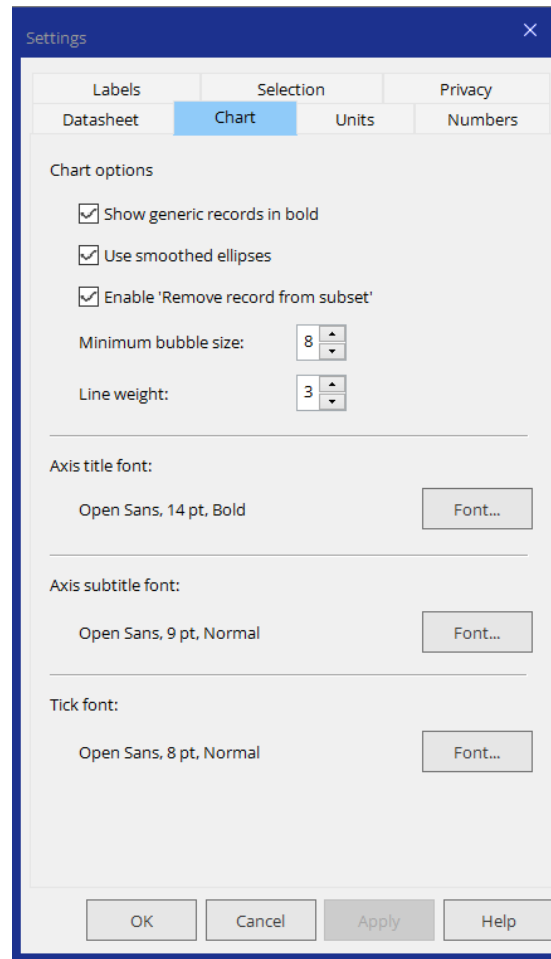 Settings
Labels Selection Privacy
Datasheet Chart Units Numbers
Chart options
Show generic records in bold
Use smoothed ellipses
Enable 'Remove record from subset'
Minimum bubble size: 8
Line weight: 3
Axis title font:
Open Sans, 14 pt, Bold Font...
Axis subtitle font:
Open Sans, 9 pt, Normal Font...
Tick font:
Open Sans, 8 pt, Normal Font...
OK Cancel Apply Help